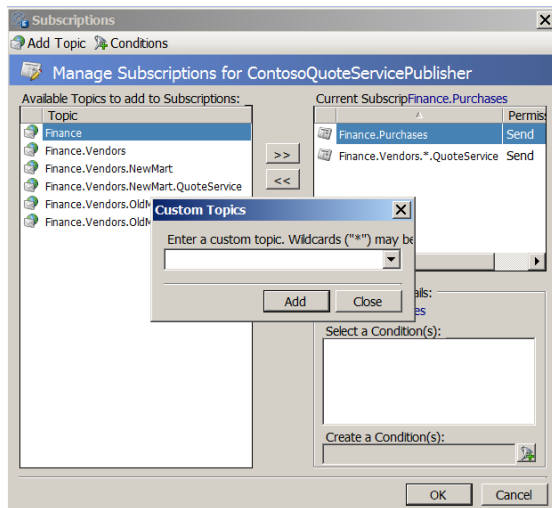 Subscriptions
Add Topic Conditions
Manage Subscriptions for ContosoQuoteServicePublisher
Available Topics to add to Subscriptions:
Topic
Finance
Finance.Vendors
Finance.Vendors.NewMart
Finance.Vendors.NewMart.QuoteService
Finance.Vendors.OldM
Finance.Vendors.OldM
>>
<<
Current SubscripFinance.Purchases
Permiss
Finance.Purchases Send
Finance.Vendors.*.QuoteService Send
Custom Topics
Enter a custom topic. Wildcards ("*") may be
Add Close
ails:
es
Select a Condition(s):
Create a Condition(s):
OK Cancel